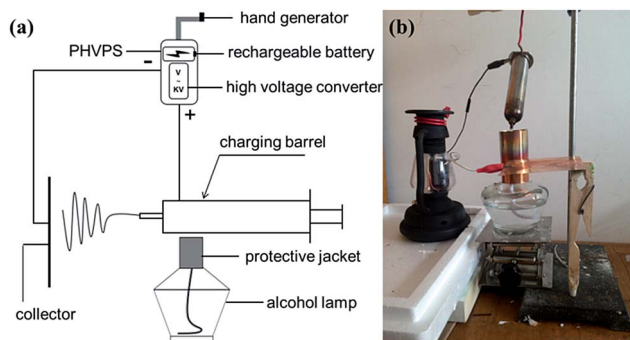 (a)
hand generator
PHVPS
rechargeable battery
-
V
~
KV
high voltage converter
+
charging barrel
protective jacket
alcohol lamp
collector
(b)